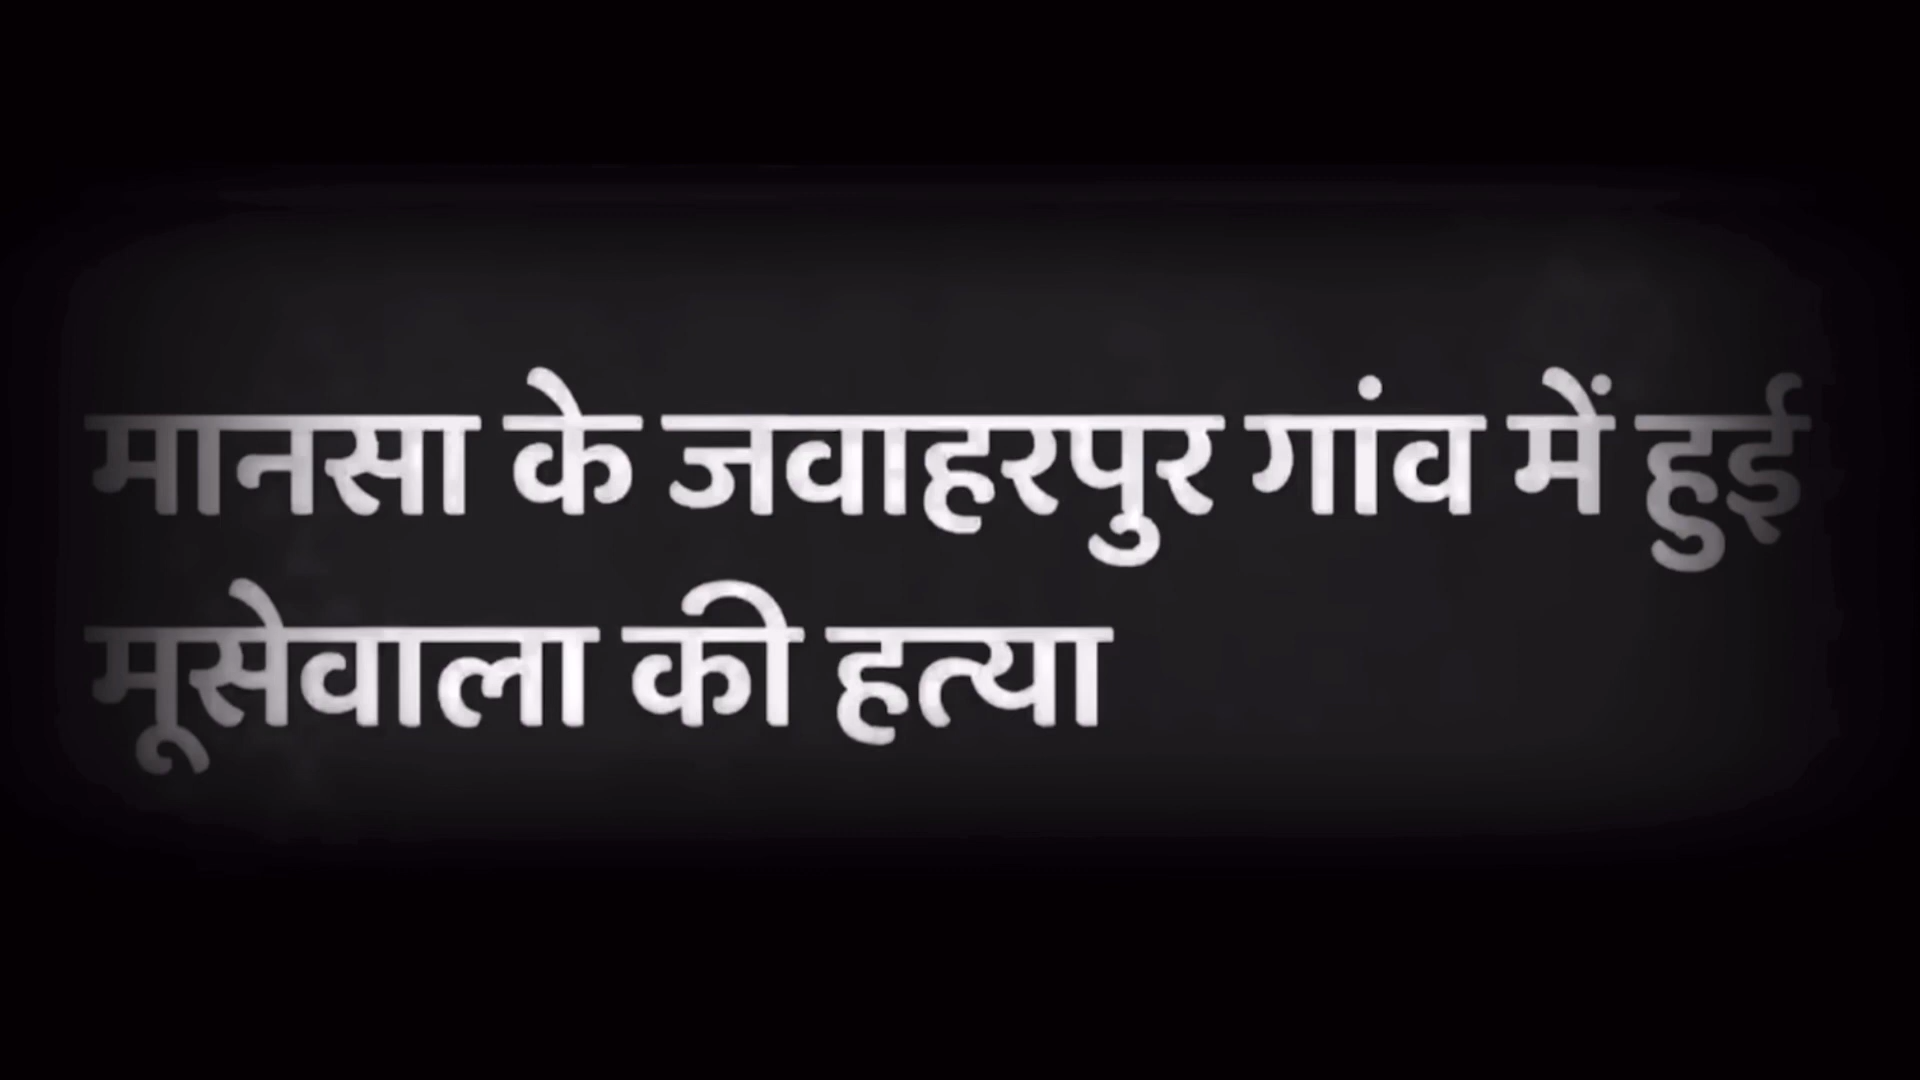 मानसा के जवाहरपुर गांव में हुई
मूसेवाला की हत्या